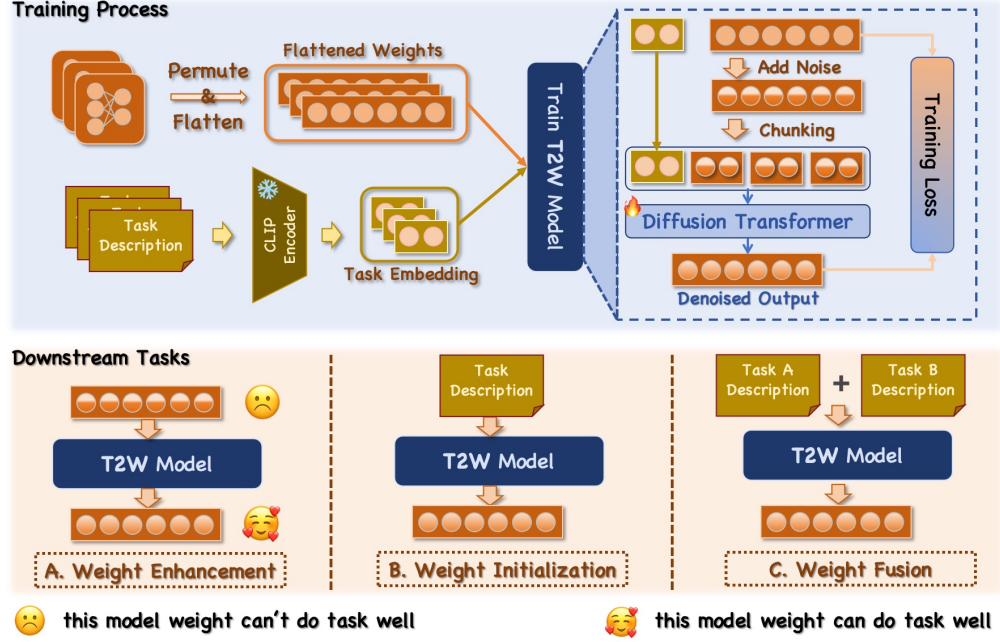 Training Process
Permute
&
Flatten
Flattened Weights
Task
Description
CLIP
Encoder
Task Embedding
Train T2W Model
Add Noise
Chunking
Diffusion Transformer
Denoised Output
Training Loss
Downstream Tasks
T2W Model
A. Weight Enhancement
Task
Description
T2W Model
B. Weight Initialization
Task A
Description
+
Task B
Description
T2W Model
C. Weight Fusion
this model weight can't do task well
this model weight can do task well